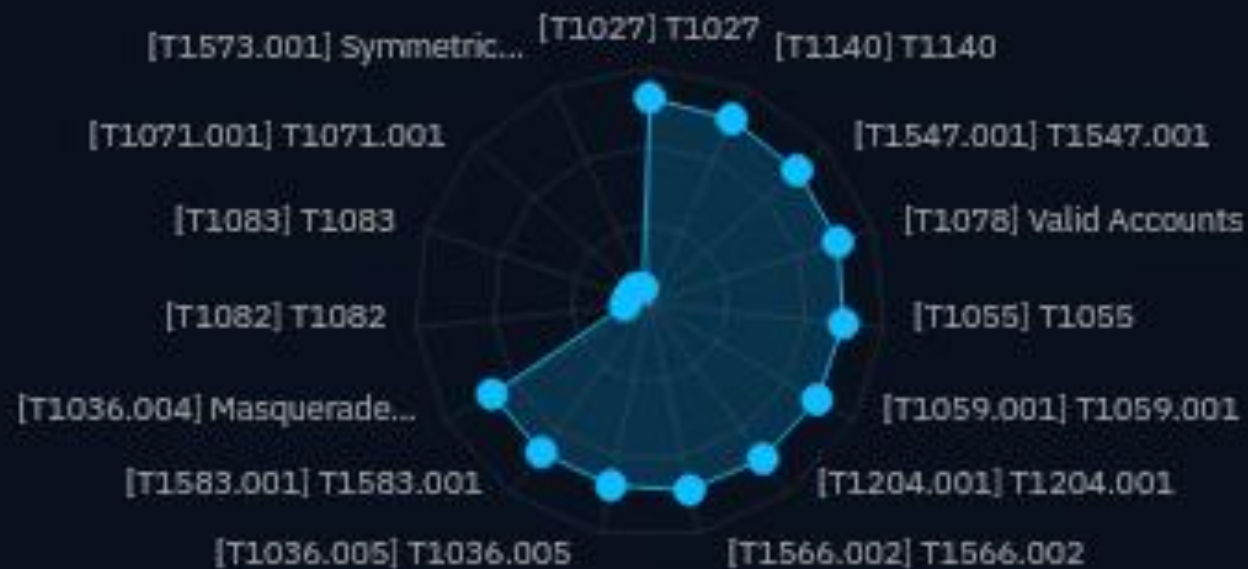 [T1027] T1027
[T1573.001] Symmetric...
[T1140] T1140
[T1071.001] T1071.001
[T1547.001] T1547.001
[T1083] T1083
[T1078] Valid Accounts
[T1082] T1082
[T1055] T1055
[T1036.004] Masquerade...
[T1059.001] T1059.001
[T1583.001] T1583.001
[T1204.001] T1204.001
[T1036.005] T1036.005
[T1566.002] T1566.002